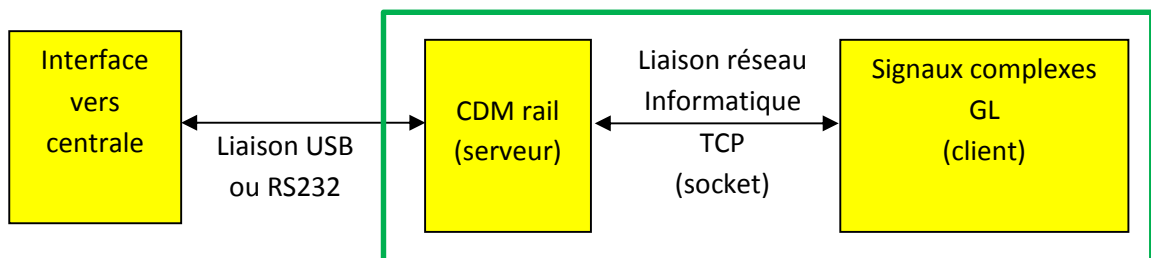 Interface
vers
centrale
Liaison USB
ou RS232
CDM rail
(serveur)
Liaison réseau
Informatique
TCP
(socket)
Signaux complexes
GL
(client)